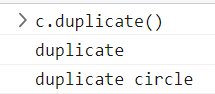 > c.duplicate()
duplicate
duplicate circle